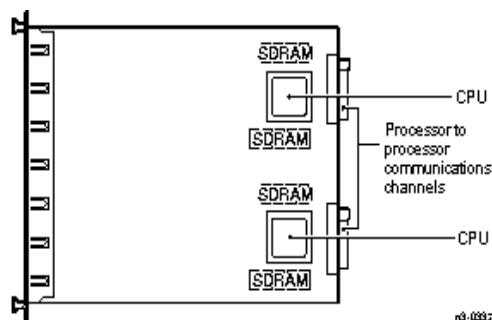 SDRAM
CPU
SDRAM
Processor to
processor
communications
channels
SDRAM
CPU
SDRAM